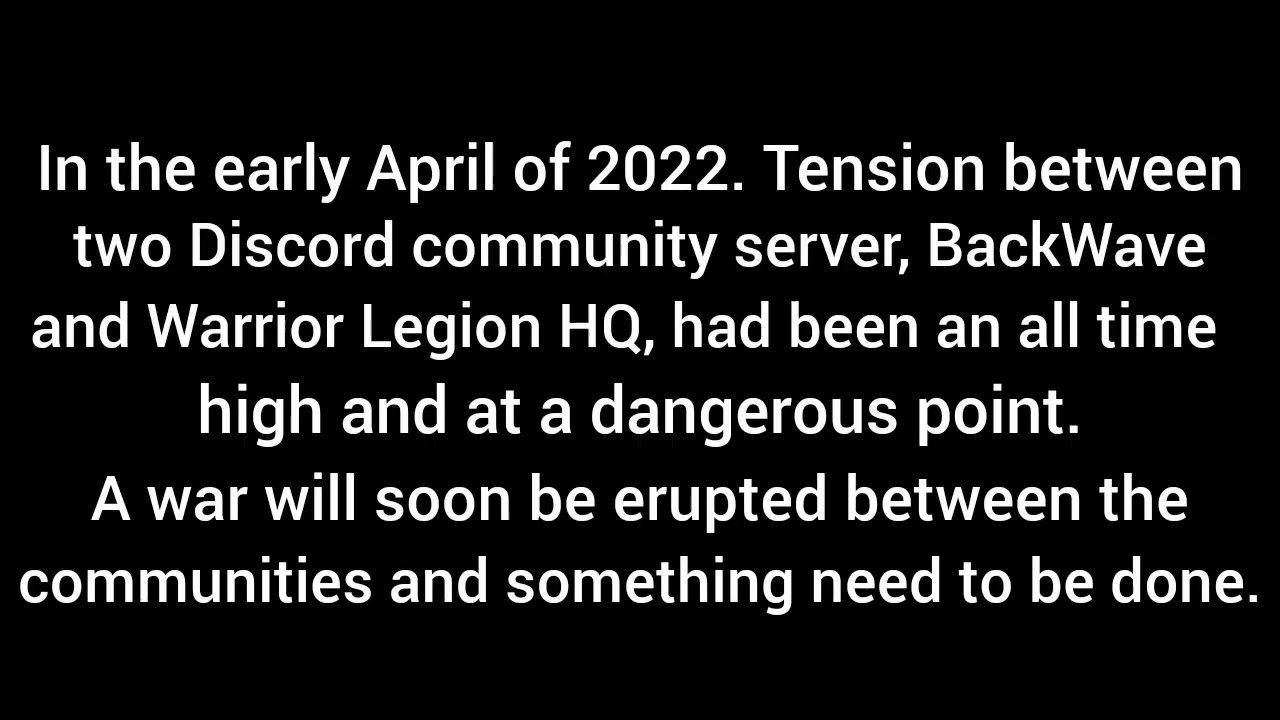 In the early April of 2022. Tension between
two Discord community server, BackWave
and Warrior Legion HQ, had been an all time
high and at a dangerous point.
A war will soon be erupted between the
communities and something need to be done.